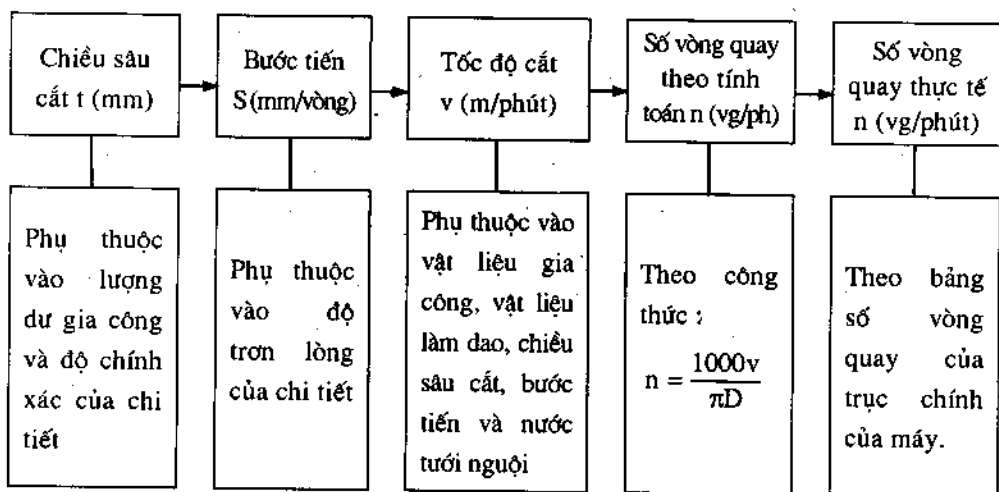 Chiều sâu
cắt t (mm)
Bước tiến
S(mm/vòng)
Tốc độ cắt
v (m/phút)
Số vòng quay
theo tính
toán n (vg/ph)
Số vòng
quay thực tế
n (vg/phút)
Phụ thuộc
vào lượng
dư gia công
và độ chính
xác của chi
tiết
Phụ thuộc
vào độ
trơn lòng
của chi tiết
Phụ thuộc vào
vật liệu gia
công, vật liệu
làm dao, chiều
sâu cắt, bước
tiến và nước
tưới nguội
Theo công
thức :
n = 1000v / πD
Theo bảng
số vòng
quay của
trục chính
của máy.